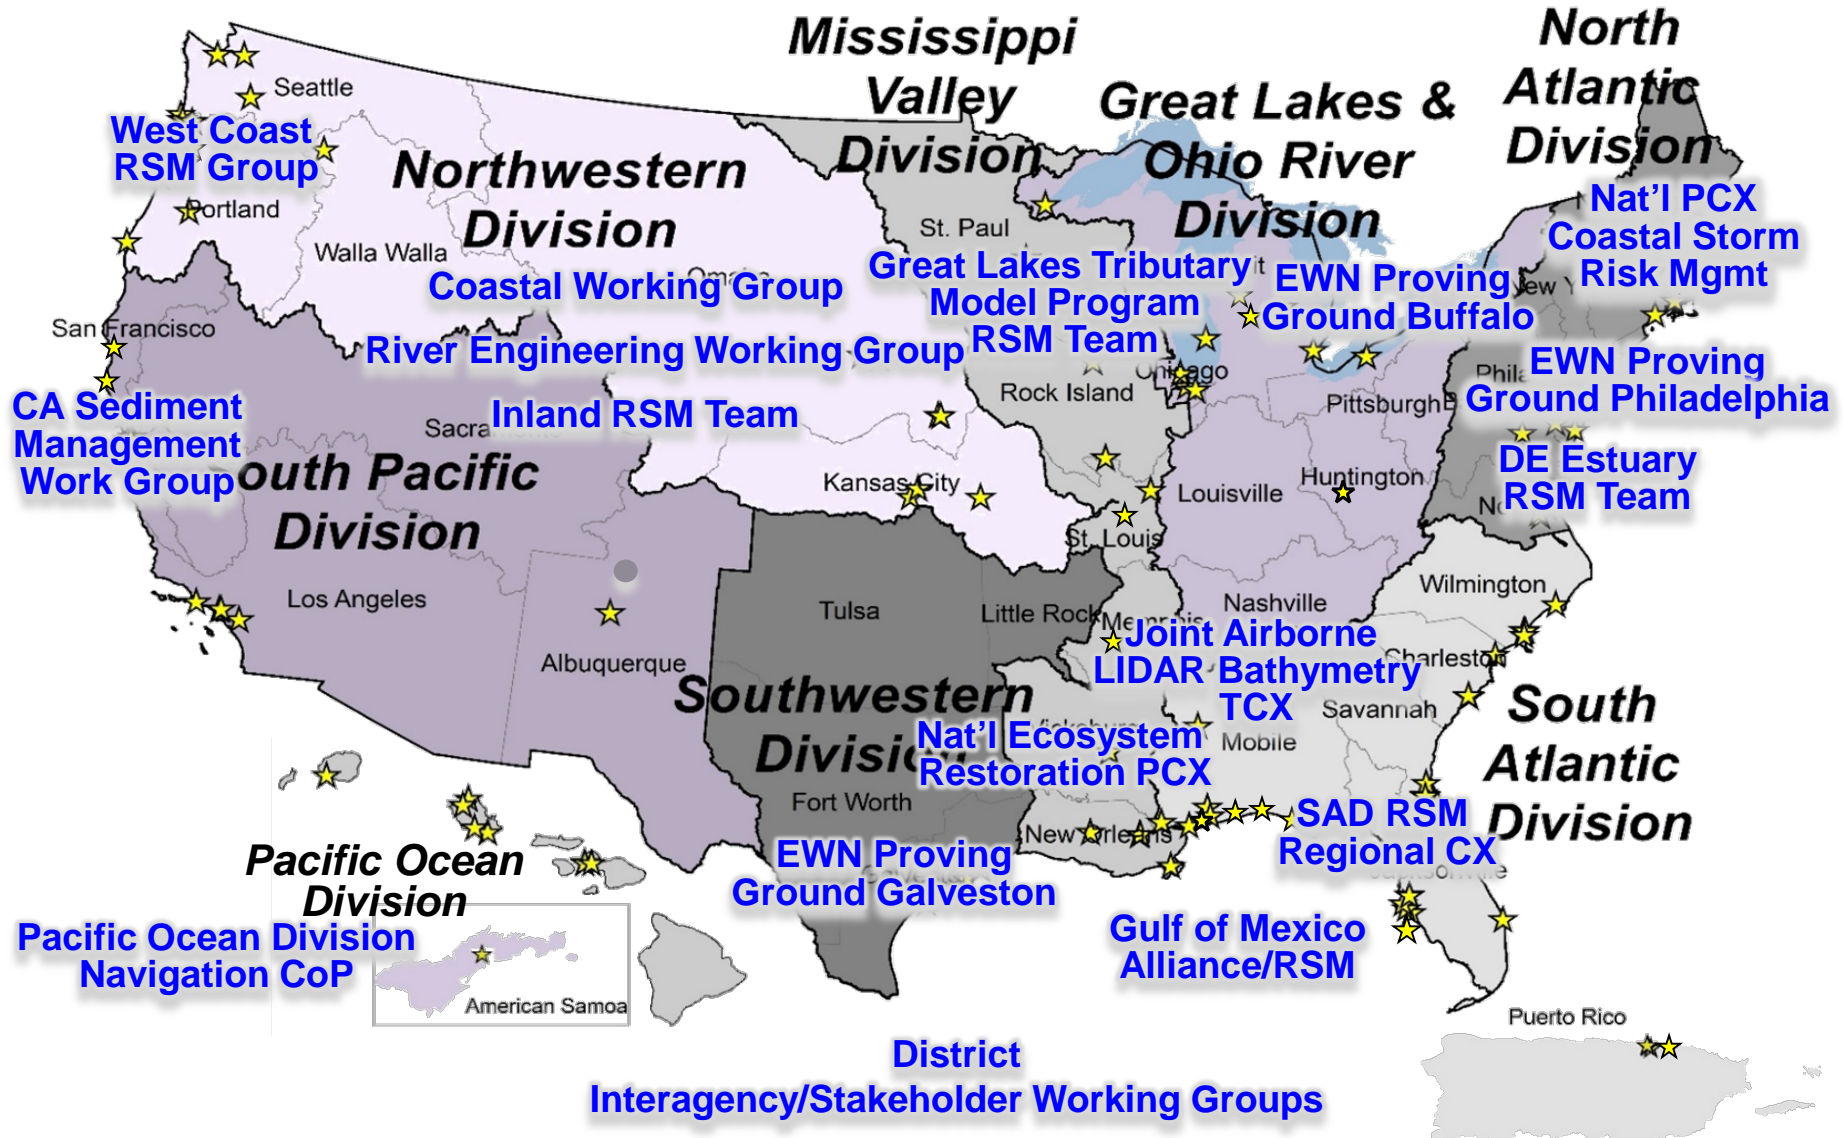 Mississippi
Valley
Division
North
Atlantic
Division
Great Lakes &
Ohio River
Division
Seattle
West Coast
RSM Group
Northwestern
Division
Portland
Walla Walla
St. Paul
Nat'l PCX
Coastal Storm
Risk Mgmt
Coastal Working Group
Great Lakes Tributary
Model Program
RSM Team
EWN Proving
Ground Buffalo
San Francisco
River Engineering Working Group
Chicago
Rock Island
Pittsburgh
EWN Proving
Ground Philadelphia
CA Sediment
Management
Work Group
Inland RSM Team
outh Pacific
Division
Kansas City
Louisville
Huntington
DE Estuary
RSM Team
St. Louis
Wilmington
Los Angeles
Tulsa
Little Rock
Memphis
Nashville
Joint Airborne
LIDAR Bathymetry
TCX
Charleston
Albuquerque
Southwestern
Division
Savannah
Mobile
Nat'l Ecosystem
Restoration PCX
South
Atlantic
Division
Fort Worth
New Orleans
SAD RSM
Regional CX
Jacksonville
EWN Proving
Ground Galveston
Pacific Ocean
Division
Pacific Ocean Division
Navigation CoP
American Samoa
Gulf of Mexico
Alliance/RSM
Puerto Rico
District
Interagency/Stakeholder Working Groups